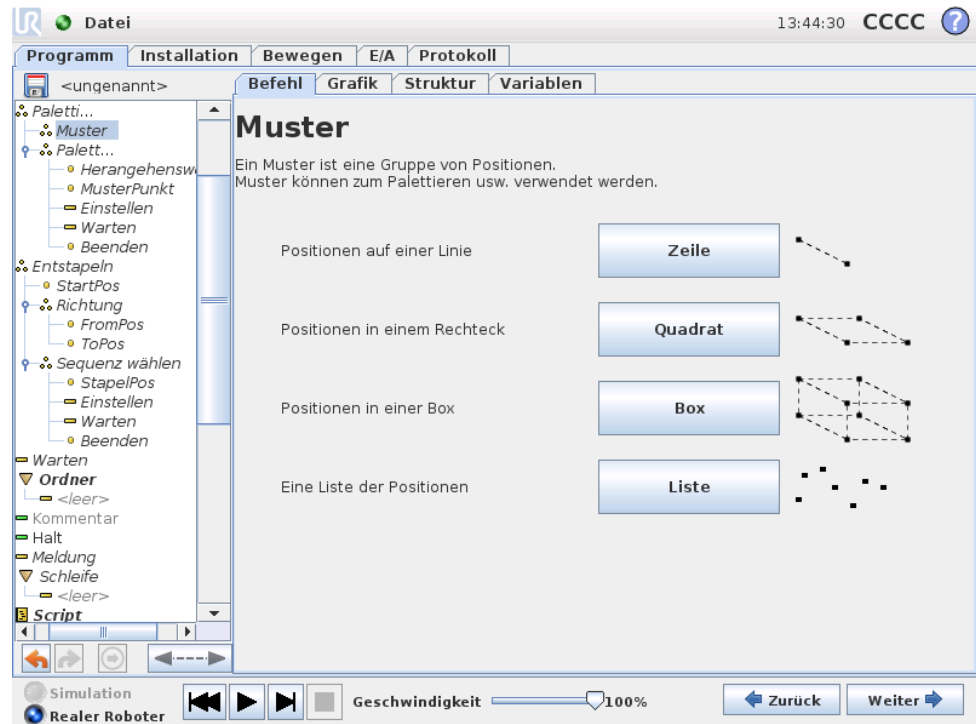 UR Datei 13:44:30 CCCC ?
Programm Installation Bewegen E/A Protokoll
<ungenannt>
Befehl Grafik Struktur Variablen
Paletti...
Muster
Palett...
Herangehensw
MusterPunkt
Einstellen
Warten
Beenden
Entstapeln
StartPos
Richtung
FromPos
ToPos
Sequenz wählen
StapelPos
Einstellen
Warten
Beenden
Warten
Ordner
<leer>
Kommentar
Halt
Meldung
Schleife
<leer>
Script
Muster
Ein Muster ist eine Gruppe von Positionen.
Muster können zum Palettieren usw. verwendet werden.
Positionen auf einer Linie Zeile
Positionen in einem Rechteck Quadrat
Positionen in einer Box Box
Eine Liste der Positionen Liste
Simulation
Realer Roboter
Geschwindigkeit 100%
Zurück Weiter